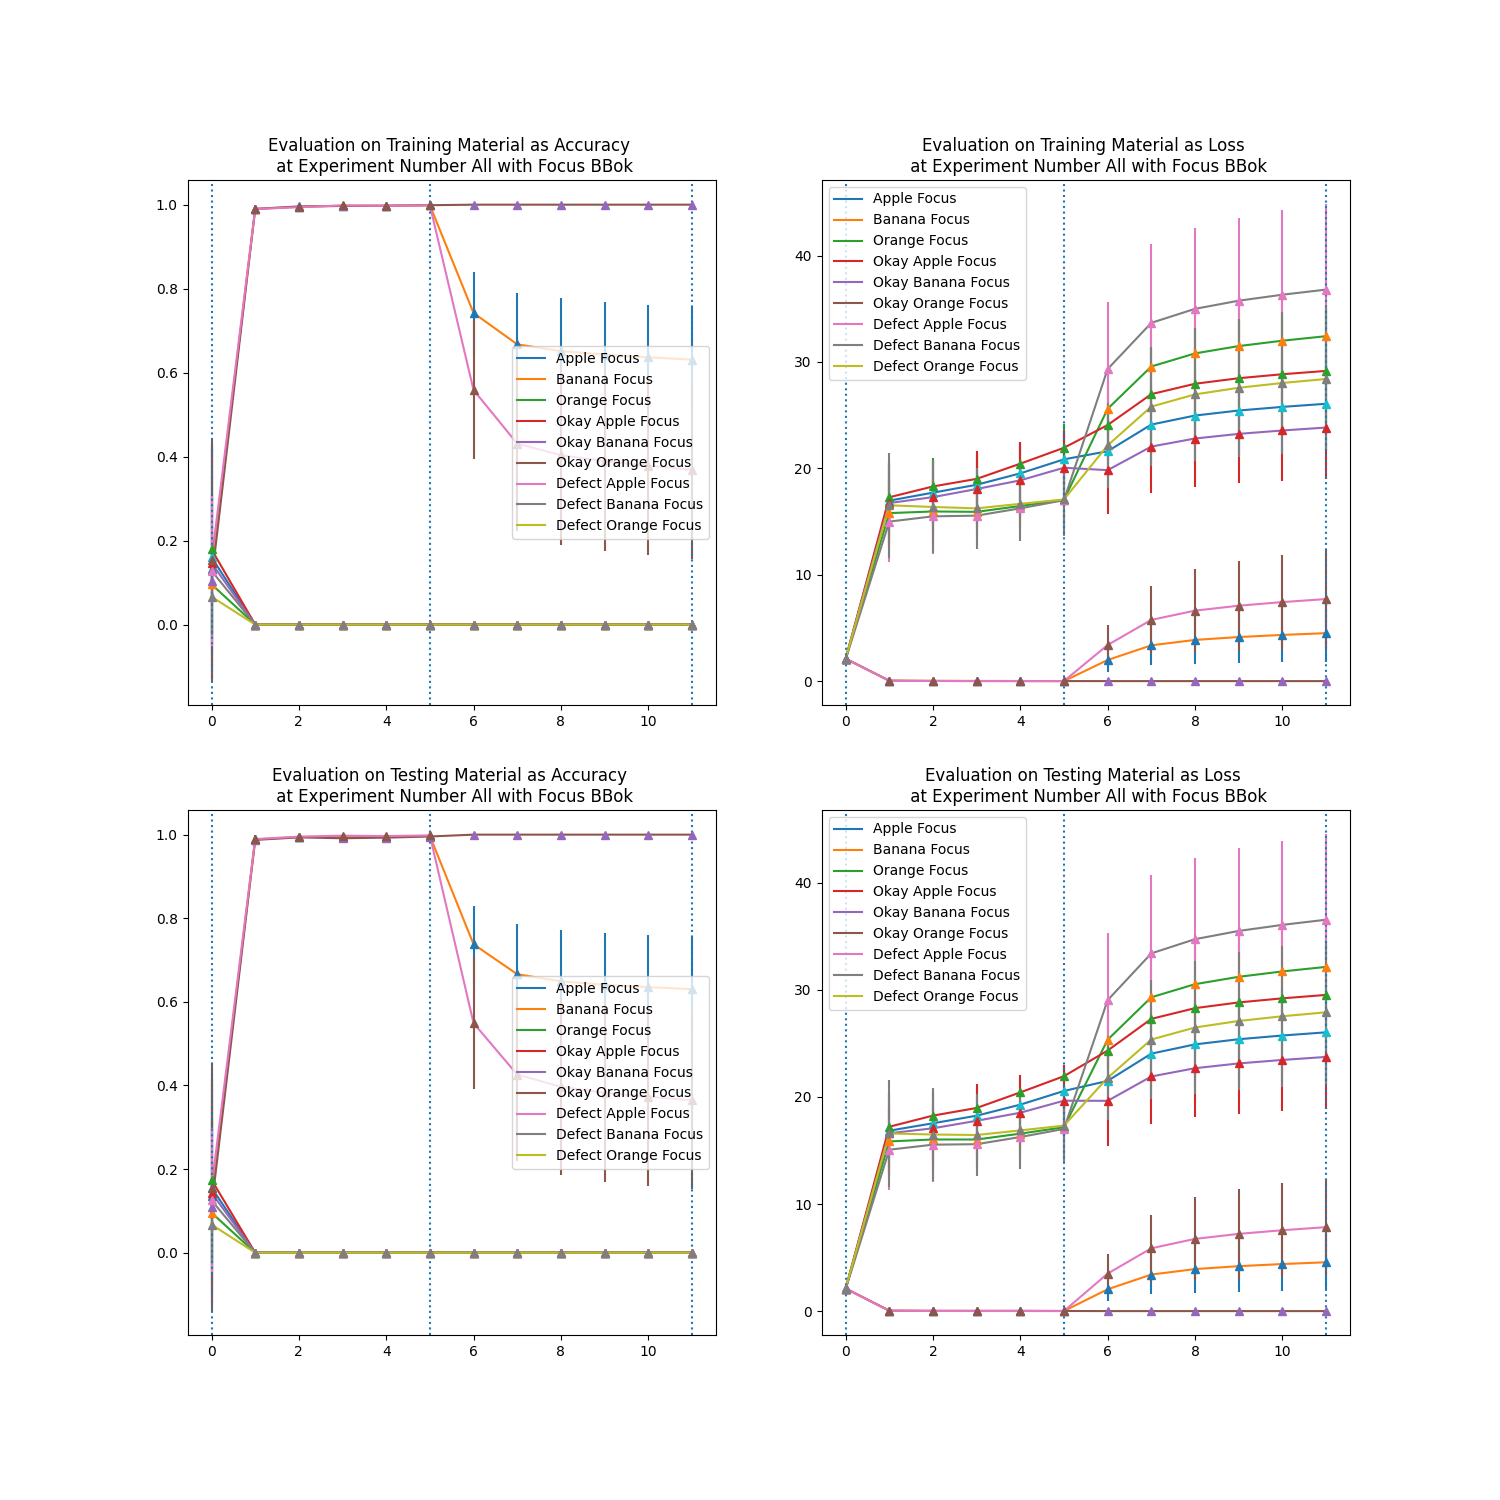 Evaluation on Training Material as Accuracy
at Experiment Number All with Focus BBok
1.0
0.8
0.6
0.4
0.2
0.0
0 2 4 6 8 10
Apple Focus
Banana Focus
Orange Focus
Okay Apple Focus
Okay Banana Focus
Okay Orange Focus
Defect Apple Focus
Defect Banana Focus
Defect Orange Focus
Evaluation on Training Material as Loss
at Experiment Number All with Focus BBok
40
30
20
10
0
0 2 4 6 8 10
Apple Focus
Banana Focus
Orange Focus
Okay Apple Focus
Okay Banana Focus
Okay Orange Focus
Defect Apple Focus
Defect Banana Focus
Defect Orange Focus
Evaluation on Testing Material as Accuracy
at Experiment Number All with Focus BBok
1.0
0.8
0.6
0.4
0.2
0.0
0 2 4 6 8 10
Apple Focus
Banana Focus
Orange Focus
Okay Apple Focus
Okay Banana Focus
Okay Orange Focus
Defect Apple Focus
Defect Banana Focus
Defect Orange Focus
Evaluation on Testing Material as Loss
at Experiment Number All with Focus BBok
40
30
20
10
0
0 2 4 6 8 10
Apple Focus
Banana Focus
Orange Focus
Okay Apple Focus
Okay Banana Focus
Okay Orange Focus
Defect Apple Focus
Defect Banana Focus
Defect Orange Focus